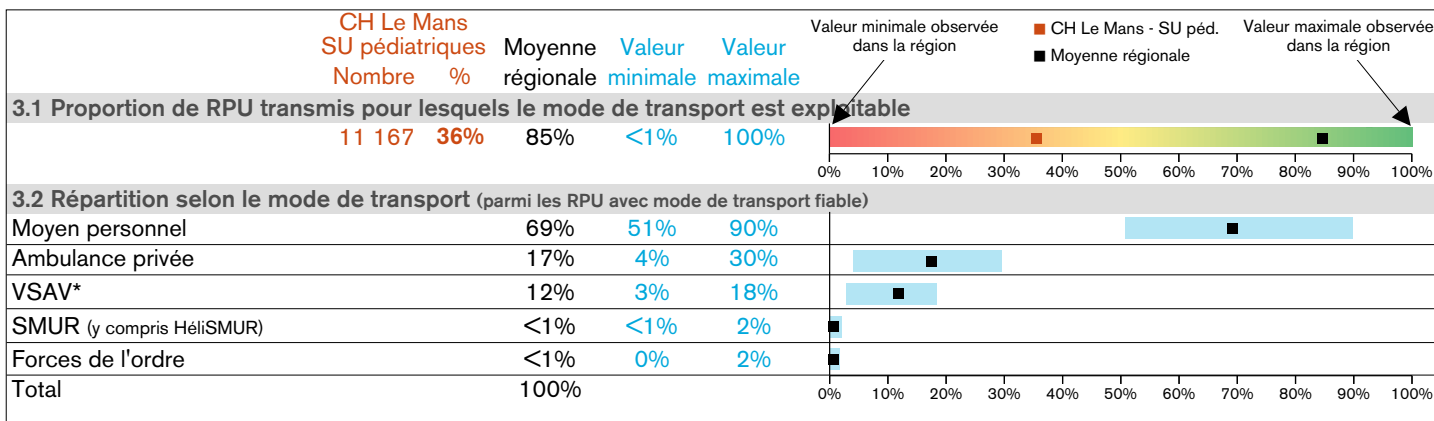 CH Le Mans
SU pédiatriques Moyenne Valeur Valeur
Nombre % régionale minimale maximale
Valeur minimale observée
dans la région
CH Le Mans - SU péd.
Moyenne régionale
Valeur maximale observée
dans la région
3.1 Proportion de RPU transmis pour lesquels le mode de transport est exploitable
11 167 36% 85% <1% 100%
0% 10% 20% 30% 40% 50% 60% 70% 80% 90% 100%
3.2 Répartition selon le mode de transport (parmi les RPU avec mode de transport fiable)
Moyen personnel 69% 51% 90%
Ambulance privée 17% 4% 30%
VSAV* 12% 3% 18%
SMUR (y compris HéliSMUR) <1% <1% 2%
Forces de l'ordre <1% 0% 2%
Total 100%
0% 10% 20% 30% 40% 50% 60% 70% 80% 90% 100%